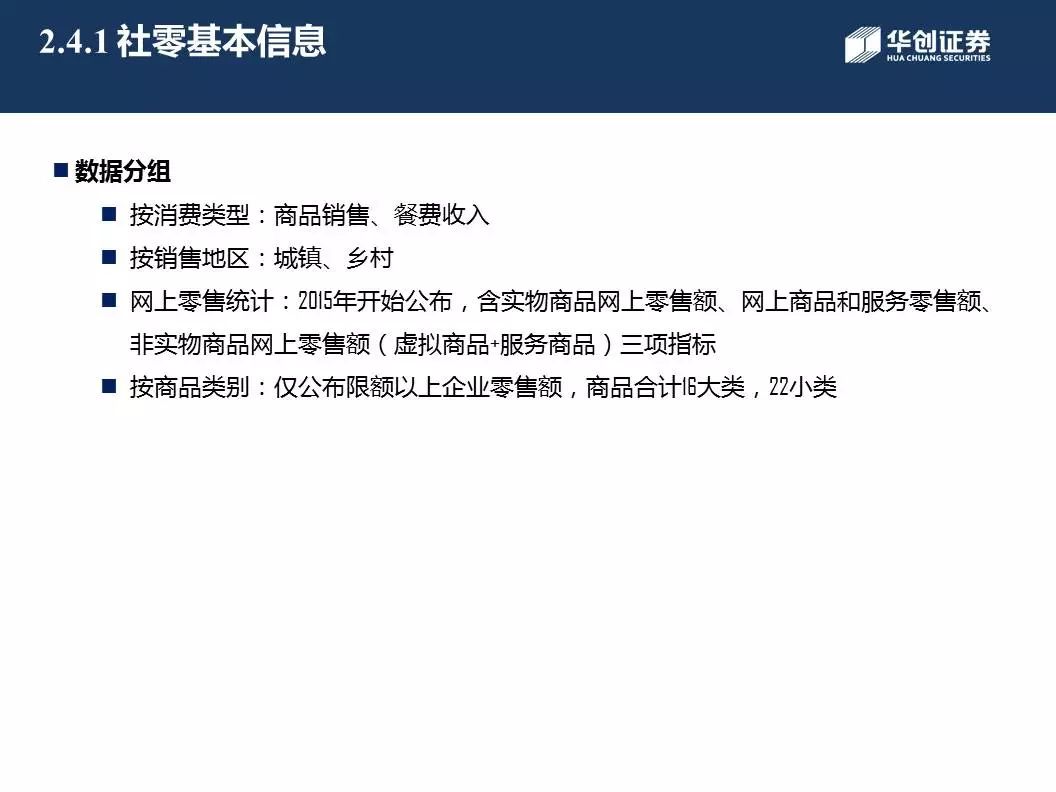 2.4.1 社零基本信息
华创证券
HUA CHUANG SECURITIES
数据分组
按消费类型：商品销售、餐费收入
按销售地区：城镇、乡村
网上零售统计：2015年开始公布，含实物商品网上零售额、网上商品和服务零售额、
非实物商品网上零售额（虚拟商品+服务商品）三项指标
按商品类别：仅公布限额以上企业零售额，商品合计16大类，22小类